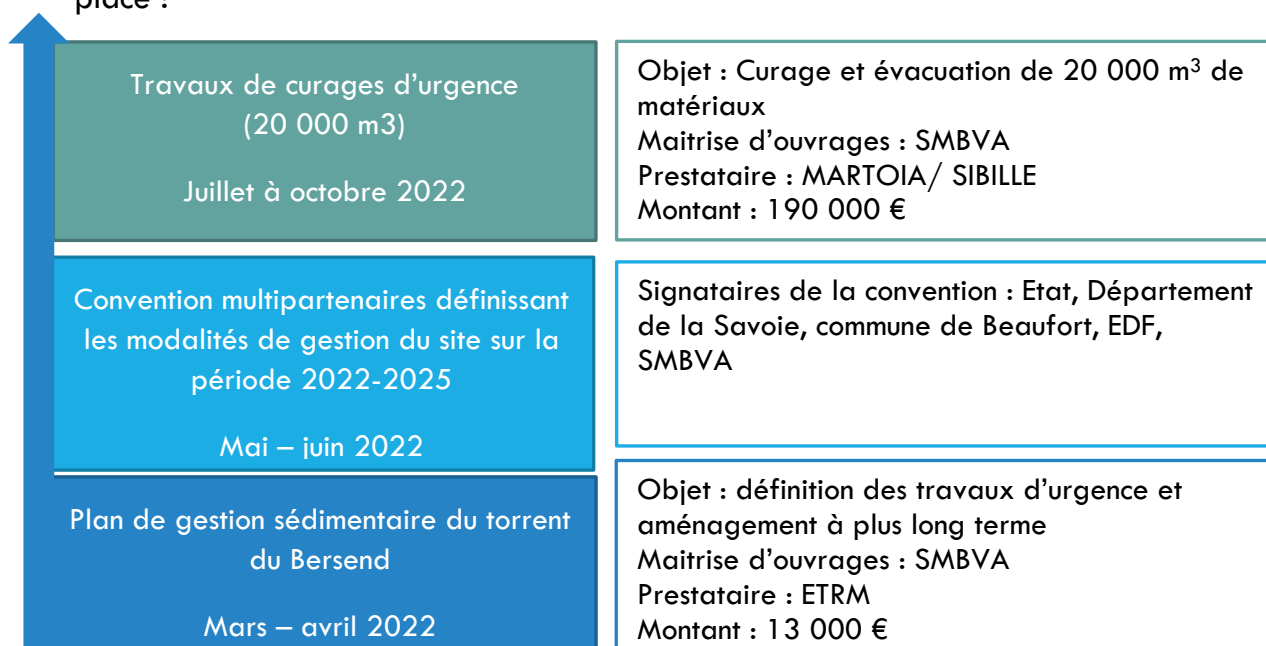 place :
Travaux de curages d'urgence
(20 000 m3)
Juillet à octobre 2022
Objet : Curage et évacuation de 20 000 m³ de
matériaux
Maitrise d'ouvrages : SMBVA
Prestataire : MARTOIA/ SIBILLE
Montant : 190 000 €
Convention multipartenaires définissant
les modalités de gestion du site sur la
période 2022-2025
Mai – juin 2022
Signataires de la convention : Etat, Département
de la Savoie, commune de Beaufort, EDF,
SMBVA
Plan de gestion sédimentaire du torrent
du Bersend
Mars – avril 2022
Objet : définition des travaux d'urgence et
aménagement à plus long terme
Maitrise d'ouvrages : SMBVA
Prestataire : ETRM
Montant : 13 000 €